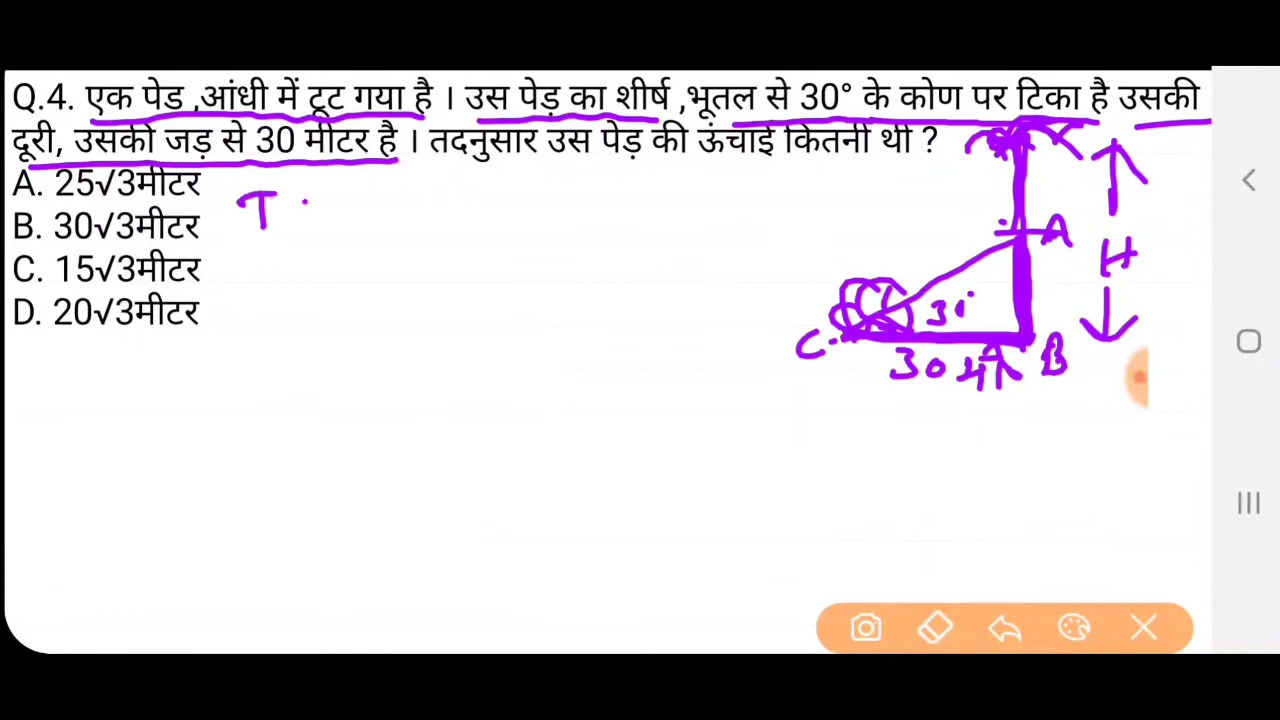 Q.4. एक पेड ,आंधी में टूट गया है । उस पेड़ का शीर्ष ,भूतल से 30° के कोण पर टिका है उसकी
दूरी, उसकी जड़ से 30 मीटर है । तदनुसार उस पेड़ की ऊंचाई कितनी थी ?
A. 25√3मीटर
B. 30√3मीटर
C. 15√3मीटर
D. 20√3मीटर
T
A
H
30°
C
B
30 मी